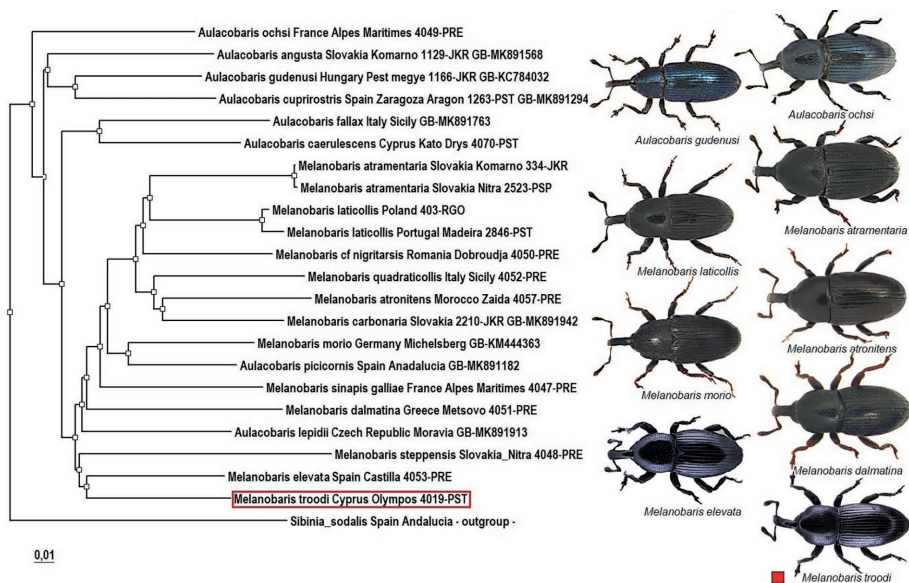 Aulacobaris ochsi France Alpes Maritimes 4049-PRE
Aulacobaris angusta Slovakia Komarno 1129-JKR GB-MK891568
Aulacobaris gudenusi Hungary Pest megye 1166-JKR GB-KC784032
Aulacobaris cuprirostris Spain Zaragoza Aragon 1263-PST GB-MK891294
Aulacobaris fallax Italy Sicily GB-MK891763
Aulacobaris caerulescens Cyprus Kato Drys 4070-PST
Melanobaris atramentaria Slovakia Komarno 334-JKR
Melanobaris atramentaria Slovakia Nitra 2523-PSP
Melanobaris laticollis Poland 403-RGO
Melanobaris laticollis Portugal Madeira 2846-PST
Melanobaris cf nigritarsis Romania Dobroudja 4050-PRE
Melanobaris quadraticollis Italy Sicily 4052-PRE
Melanobaris atronitens Morocco Zaida 4057-PRE
Melanobaris carbonaria Slovakia 2210-JKR GB-MK891942
Melanobaris morio Germany Michelsberg GB-KM444363
Aulacobaris picicornis Spain Anadalucia GB-MK891182
Melanobaris sinapis galliae France Alpes Maritimes 4047-PRE
Melanobaris dalmatina Greece Metsovo 4051-PRE
Aulacobaris lepidii Czech Republic Moravia GB-MK891913
Melanobaris steppensis Slovakia_Nitra 4048-PRE
Melanobaris elevata Spain Castilla 4053-PRE
Melanobaris troodi Cyprus Olympos 4019-PST
Sibinia_sodalis Spain Andalucia - outgroup -
0,01
Aulacobaris gudenusi
Aulacobaris ochsi
Melanobaris laticollis
Melanobaris atramentaria
Melanobaris morio
Melanobaris atronitens
Melanobaris elevata
Melanobaris dalmatina
Melanobaris troodi